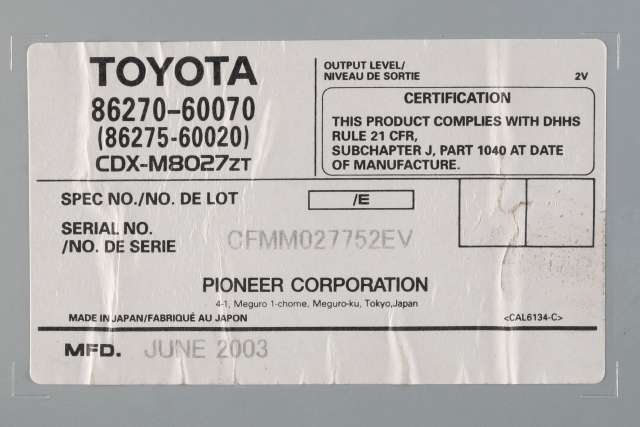 TOYOTA
86270-60070
(86275-60020)
CDX-M8027ZT
OUTPUT LEVEL/
NIVEAU DE SORTIE 2V
CERTIFICATION
THIS PRODUCT COMPLIES WITH DHHS
RULE 21 CFR,
SUBCHAPTER J, PART 1040 AT DATE
OF MANUFACTURE.
SPEC NO./NO. DE LOT /E
SERIAL NO.
/NO. DE SERIE CFMM027752EV
PIONEER CORPORATION
4-1, Meguro 1-chome, Meguro-ku, Tokyo,Japan
MADE IN JAPAN/FABRIQUÉ AU JAPON <CAL6134-C>
MFD. JUNE 2003